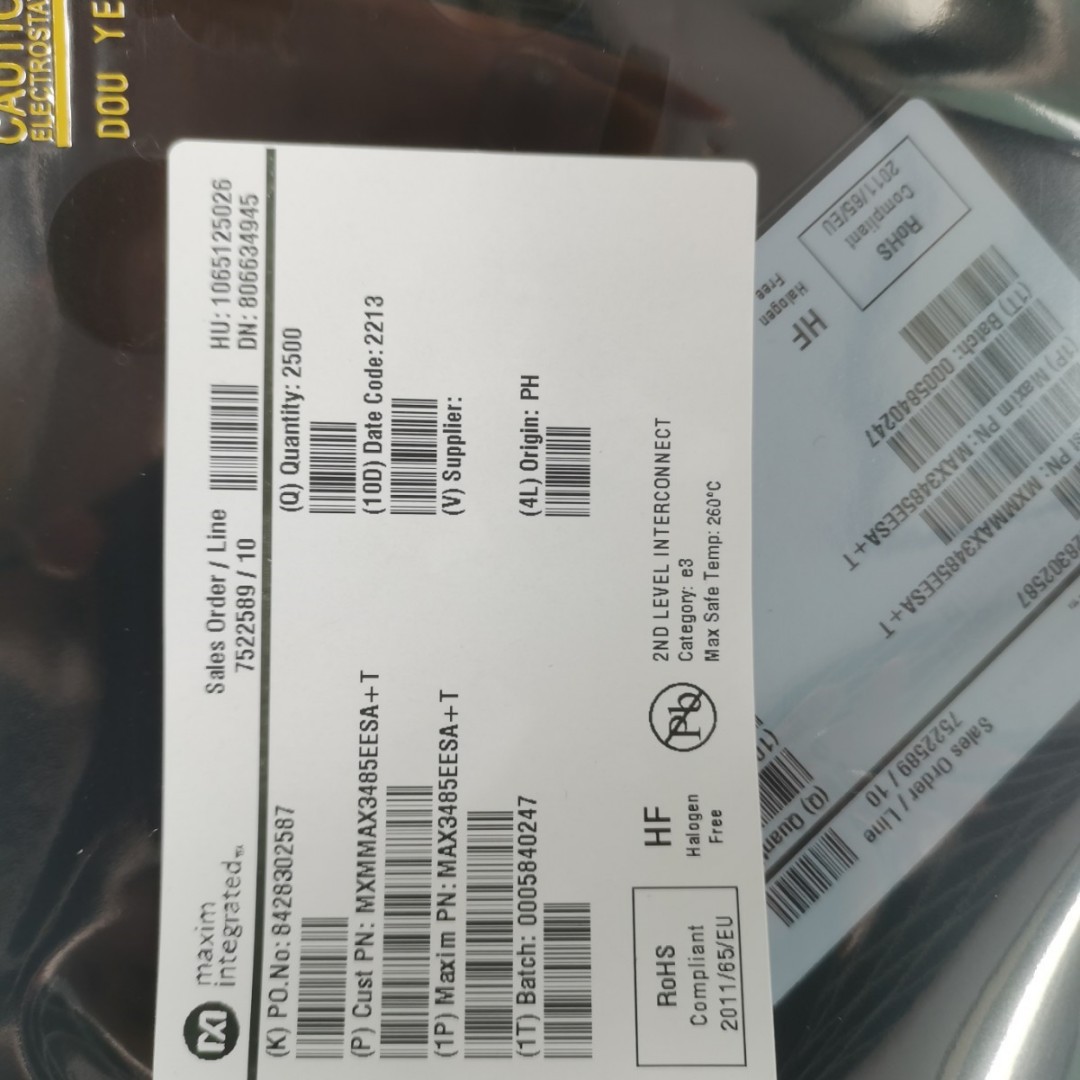 CAUTIO
ELECTROSTA
DOU YE
maxim
integrated™
Sales Order / Line
7522589 / 10
HU: 1065125026
DN: 806634945
(K) PO.No: 8428302587
(Q) Quantity: 2500
(P) Cust PN: MXMMAX3485EESA+T
(10D) Date Code: 2213
(1P) Maxim PN: MAX3485EESA+T
(V) Supplier:
(1T) Batch: 0005840247
(4L) Origin: PH
RoHS
Compliant
2011/65/EU
HF
Halogen
Free
Pb
2ND LEVEL INTERCONNECT
Category: e3
Max Safe Temp: 260°C
Sales Order / Line
7522589 / 10
(Q) Quan
(10
28302587
PN: MXMMAX3485EESA+T
(1P) Maxim PN: MAX3485EESA+T
(1T) Batch: 0005840247
HF
Halogen
Free
RoHS
Compliant
2011/65/EU